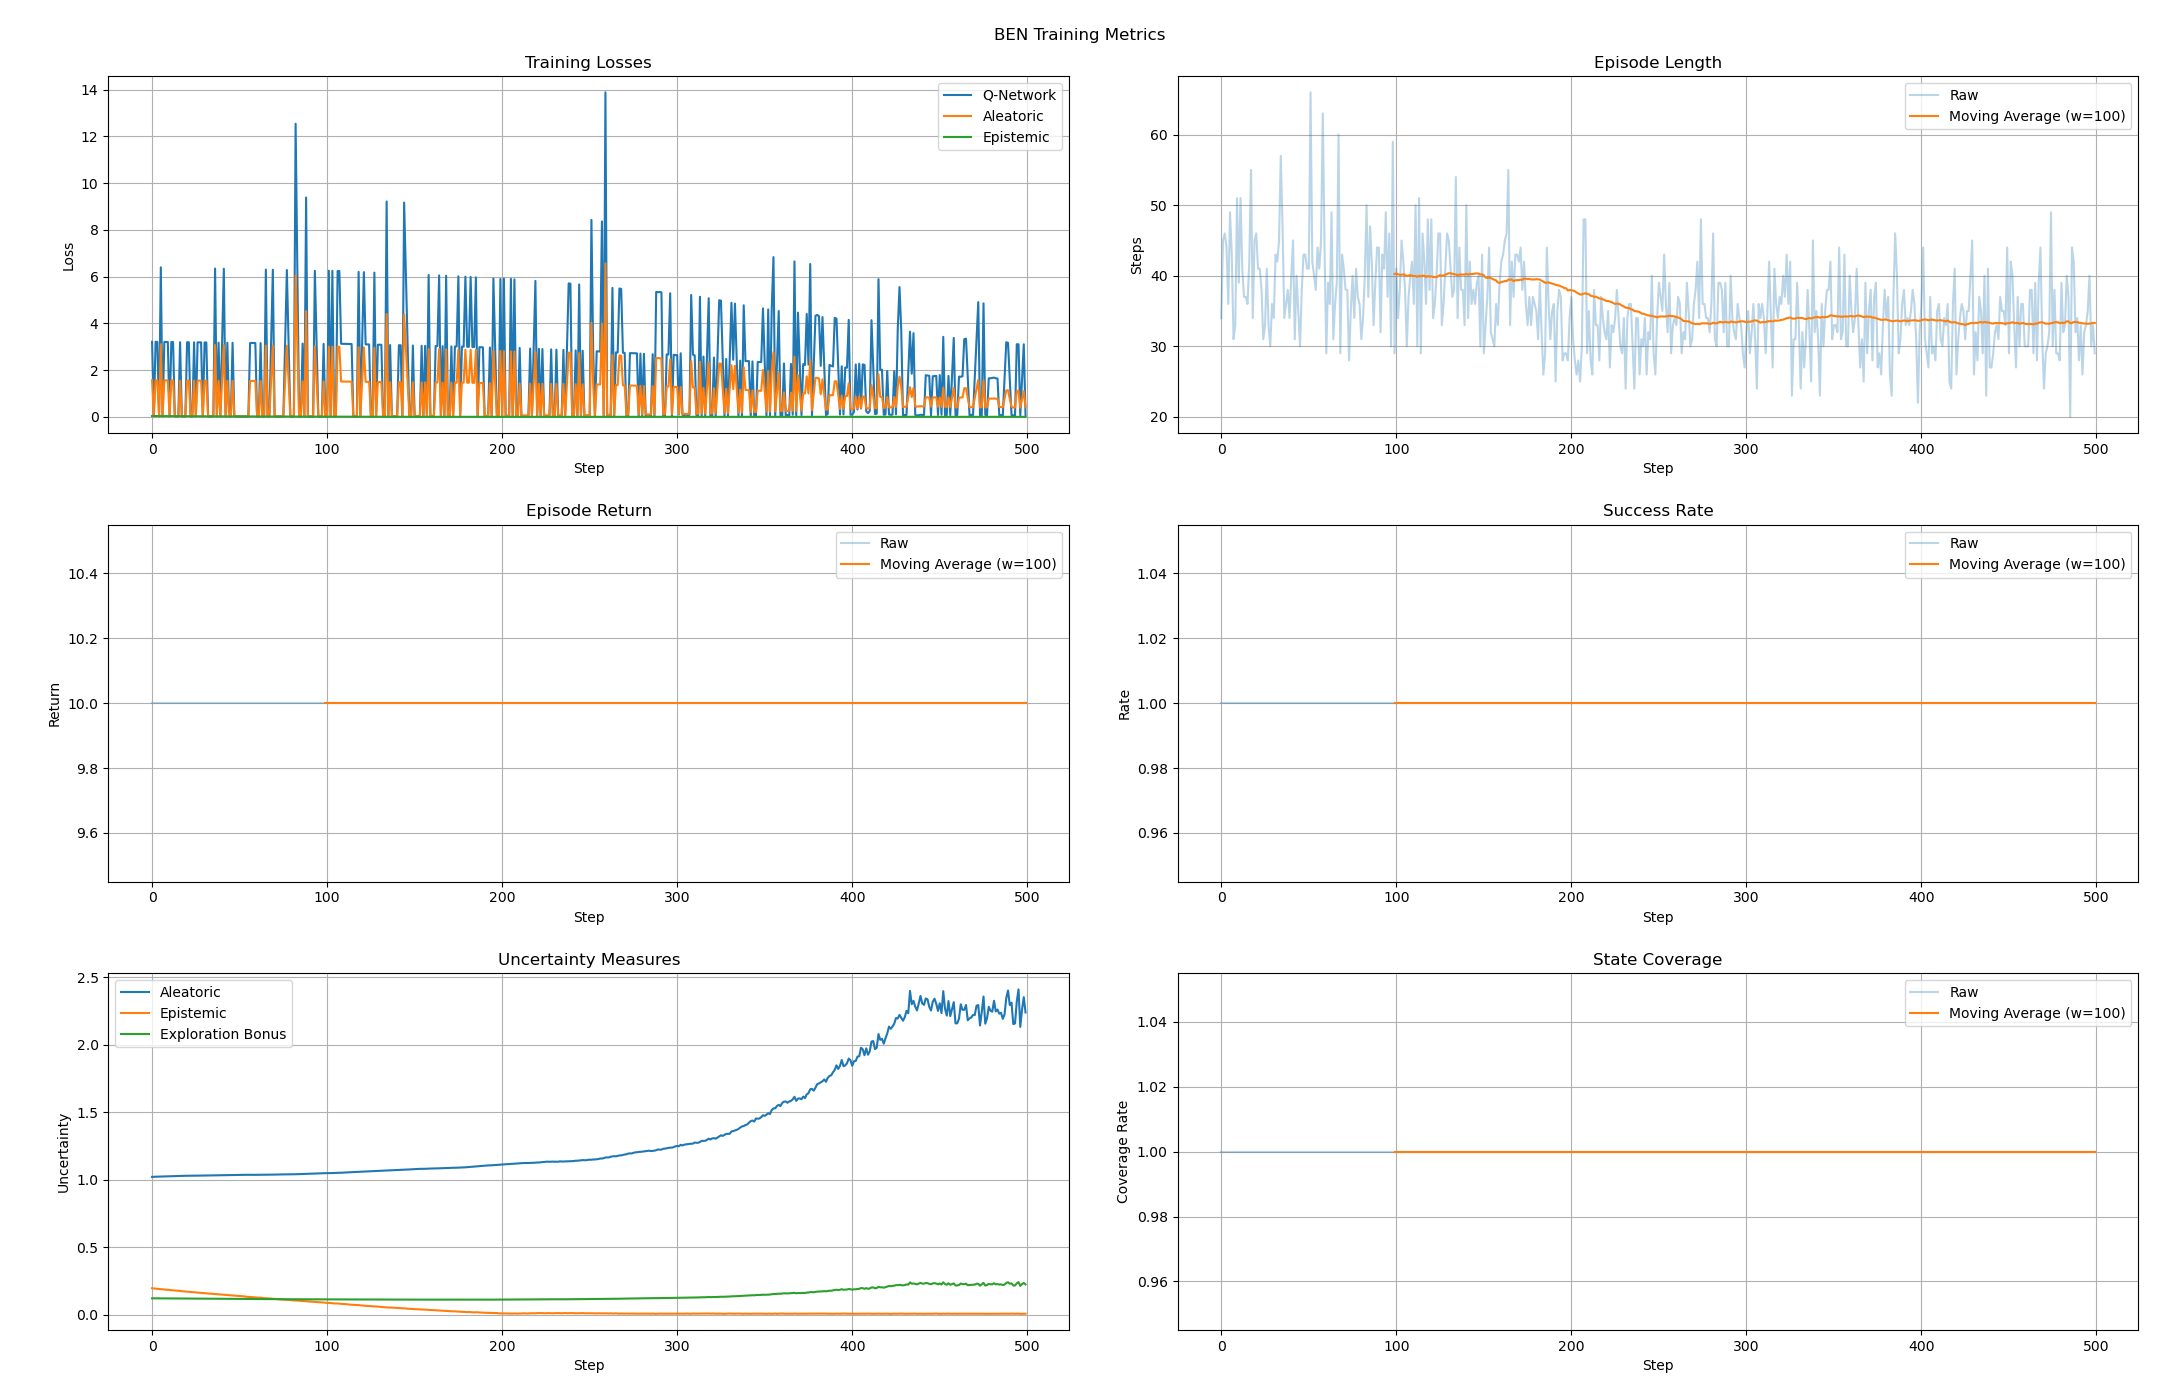 BEN Training Metrics
Training Losses
14
12
10
8
6
4
2
0
Loss
0 100 200 300 400 500
Step
Q-Network
Aleatoric
Epistemic
Episode Length
60
50
40
30
20
Steps
0 100 200 300 400 500
Step
Raw
Moving Average (w=100)
Episode Return
10.4
10.2
10.0
9.8
9.6
Return
0 100 200 300 400 500
Step
Raw
Moving Average (w=100)
Success Rate
1.04
1.02
1.00
0.98
0.96
Rate
0 100 200 300 400 500
Step
Raw
Moving Average (w=100)
Uncertainty Measures
2.5
2.0
1.5
1.0
0.5
0.0
Uncertainty
0 100 200 300 400 500
Step
Aleatoric
Epistemic
Exploration Bonus
State Coverage
1.04
1.02
1.00
0.98
0.96
Coverage Rate
0 100 200 300 400 500
Step
Raw
Moving Average (w=100)